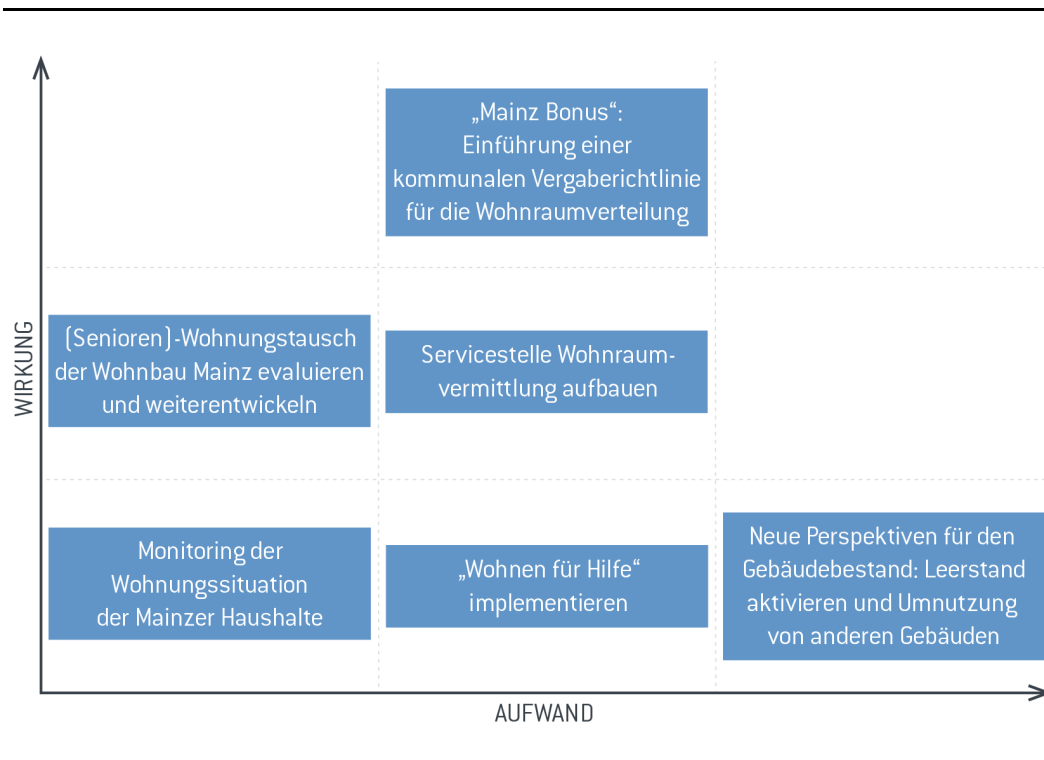 „Mainz Bonus“:
Einführung einer
kommunalen Vergaberichtlinie
für die Wohnraumverteilung
WIRKUNG
(Senioren)-Wohnungstausch
der Wohnbau Mainz evaluieren
und weiterentwickeln
Servicestelle Wohnraum-
vermittlung aufbauen
Monitoring der
Wohnungssituation
der Mainzer Haushalte
„Wohnen für Hilfe“
implementieren
Neue Perspektiven für den
Gebäudebestand: Leerstand
aktivieren und Umnutzung
von anderen Gebäuden
AUFWAND